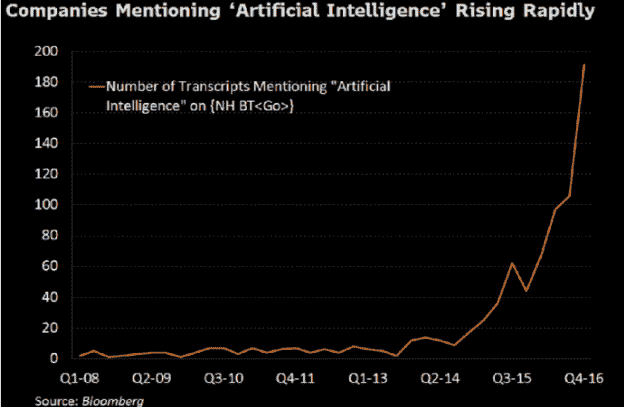 Companies Mentioning ‘Artificial Intelligence’ Rising Rapidly
200
Number of Transcripts Mentioning "Artificial
Intelligence" on {NH BT<Go>}
180
160
140
120
100
80
60
40
20
0
Q1-08 Q2-09 Q3-10 Q4-11 Q1-13 Q2-14 Q3-15 Q4-16
Source: Bloomberg